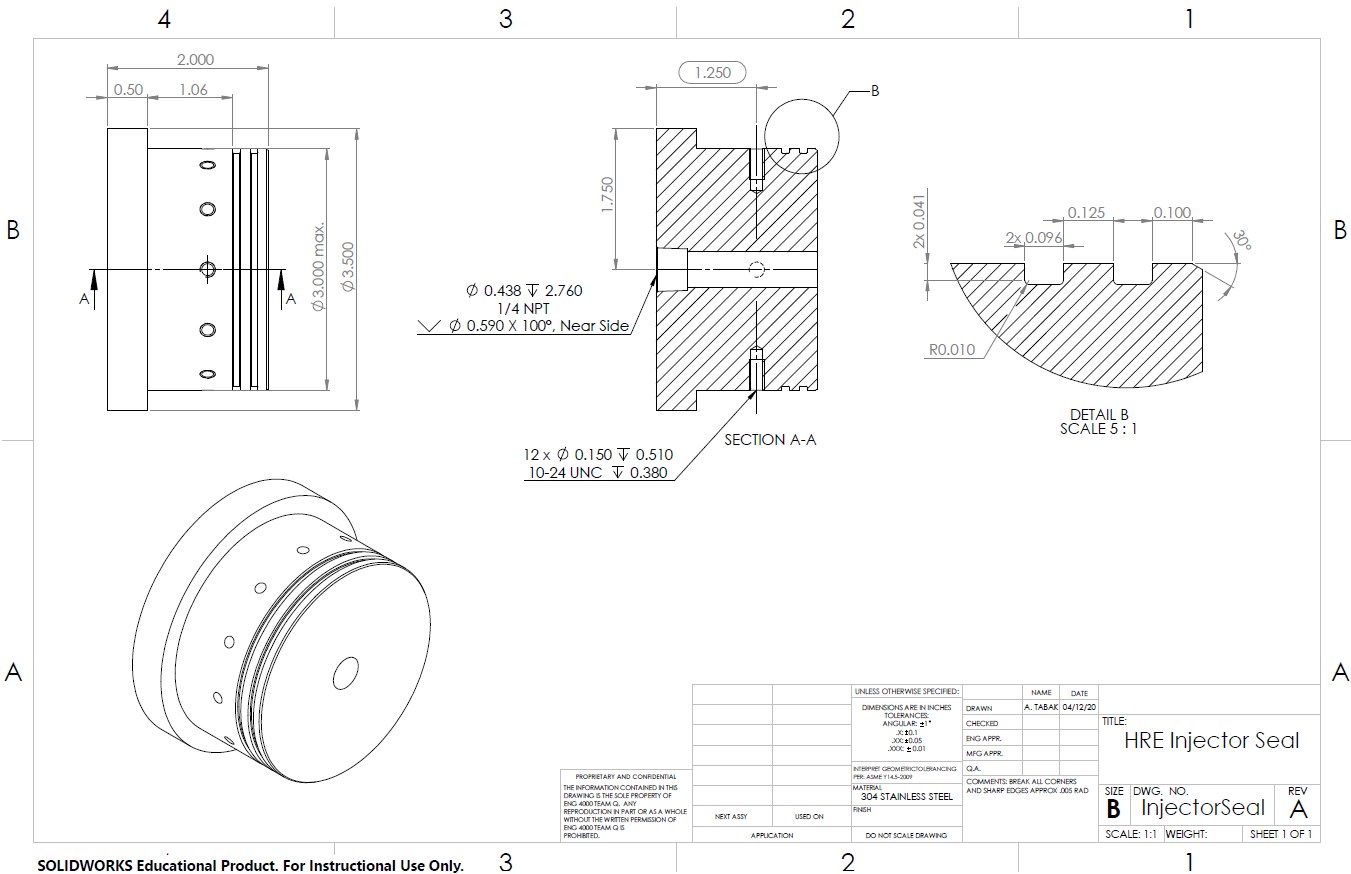 4 3 2 1
2.000
0.50 1.06
Ø3.000 max.
Ø3.500
A A
1.250
B
1.750
Ø 0.438 ↧ 2.760
1/4 NPT
⌵ Ø 0.590 X 100°, Near Side
12 x Ø 0.150 ↧ 0.510
10-24 UNC ↧ 0.380
SECTION A-A
2x 0.041
0.125 0.100
2x 0.096
30°
R0.010
DETAIL B
SCALE 5 : 1
B B
A A
UNLESS OTHERWISE SPECIFIED:
DIMENSIONS ARE IN INCHES
TOLERANCES:
ANGULAR: ±1°
.X: ±0.1
.XX: ±0.05
.XXX: ± 0.01
INTERPRET GEOMETRIC TOLERANCING
PER: ASME Y14.5-2009
MATERIAL
304 STAINLESS STEEL
FINISH
DO NOT SCALE DRAWING
NAME DATE
DRAWN A. TABAK 04/12/20
CHECKED
ENG APPR.
MFG APPR.
Q.A.
COMMENTS: BREAK ALL CORNERS
AND SHARP EDGES APPROX .005 RAD
TITLE:
HRE Injector Seal
SIZE DWG. NO. REV
B InjectorSeal A
SCALE: 1:1 WEIGHT: SHEET 1 OF 1
PROPRIETARY AND CONFIDENTIAL
THE INFORMATION CONTAINED IN THIS
DRAWING IS THE SOLE PROPERTY OF
ENG 4000 TEAM Q. ANY
REPRODUCTION IN PART OR AS A WHOLE
WITHOUT THE WRITTEN PERMISSION OF
ENG 4000 TEAM Q IS
PROHIBITED.
NEXT ASSY USED ON
APPLICATION
SOLIDWORKS Educational Product. For Instructional Use Only.
3 2 1